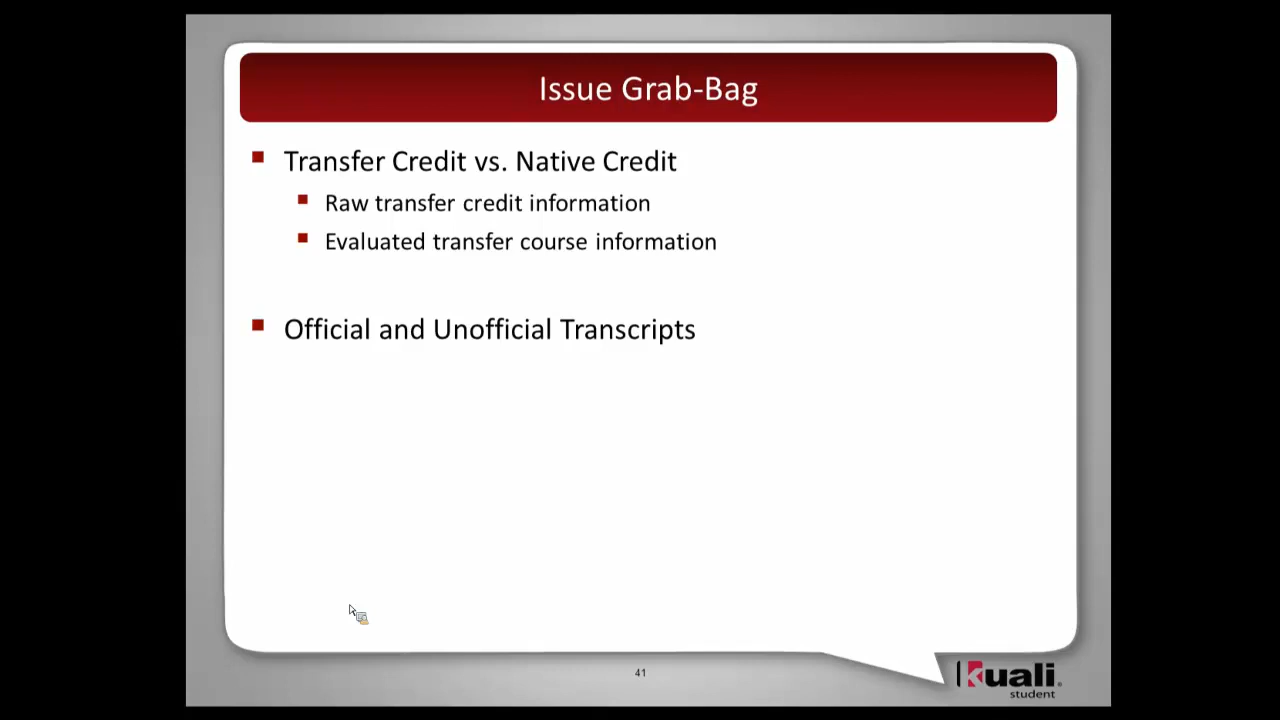 Issue Grab-Bag
Transfer Credit vs. Native Credit
Raw transfer credit information
Evaluated transfer course information
Official and Unofficial Transcripts
41
Kuali
student